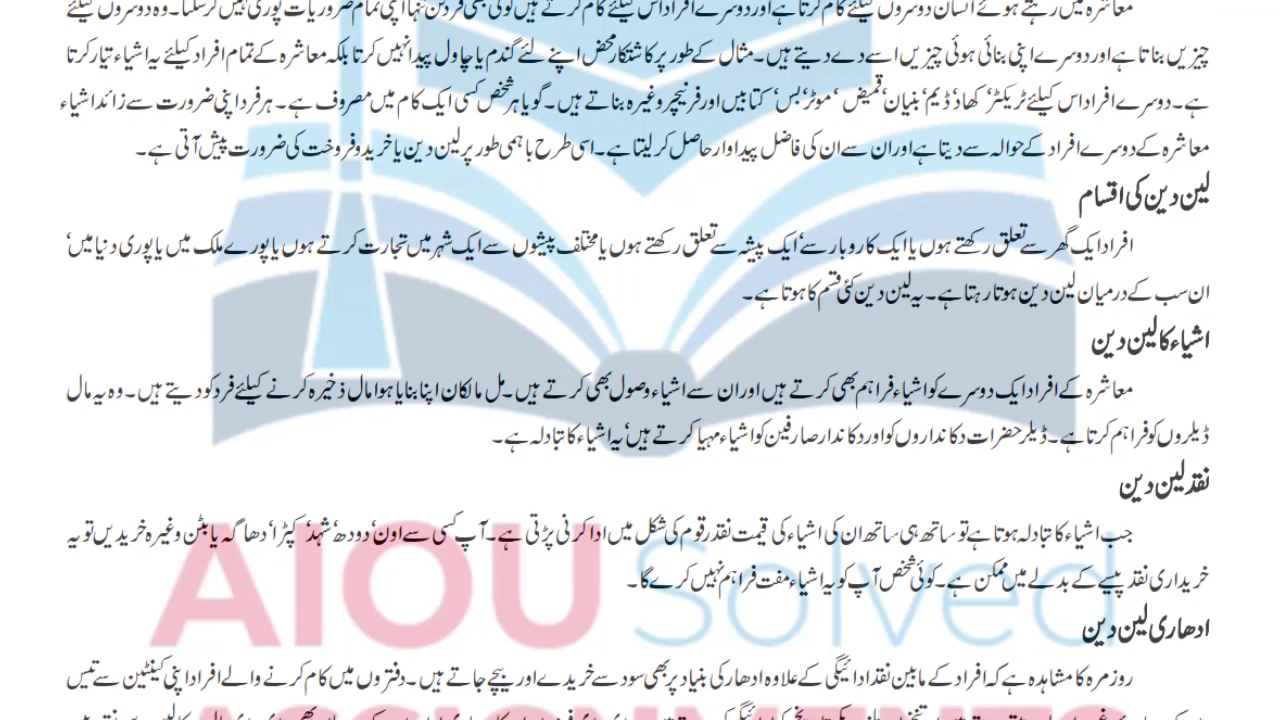 معاشرہ میں رہتے ہوئے انسان دوسروں کیلئے کام کرتا ہے اور دوسرے افراد اس کیلئے کام کرتے ہیں کوئی بھی فرد تن تنہا اپنی تمام ضروریات پوری نہیں کر سکتا۔ وہ دوسروں کیلئے
چیزیں بناتا ہے اور دوسرے اپنی بنائی ہوئی چیزیں اسے دے دیتے ہیں۔ مثال کے طور پر کاشتکار محض اپنے لئے گندم یا چاول پیدا نہیں کرتا بلکہ معاشرہ کے تمام افراد کیلئے یہ اشیاء تیار کرتا
ہے۔ دوسرے افراد اس کیلئے ٹریکٹر‘ کھاد‘ ڈیم‘ بنیان‘ قمیض‘ موٹر‘ بس‘ کتابیں اور فرنیچر وغیرہ بناتے ہیں۔ گویا ہر شخص کسی ایک کام میں مصروف ہے۔ ہر فرد اپنی ضرورت سے زائد اشیاء
معاشرہ کے دوسرے افراد کے حوالہ سے دیتا ہے اور ان سے ان کی فاضل پیداوار حاصل کر لیتا ہے۔ اسی طرح باہمی طور پر لین دین یا خرید و فروخت کی ضرورت پیش آتی ہے۔
لین دین کی اقسام
افراد ایک گھر سے تعلق رکھتے ہوں یا ایک کاروبار سے‘ ایک پیشہ سے تعلق رکھتے ہوں یا مختلف پیشوں سے ایک شہر میں تجارت کرتے ہوں یا پورے ملک میں یا پوری دنیا میں‘
ان سب کے درمیان لین دین ہوتا رہتا ہے۔ یہ لین دین کئی قسم کا ہوتا ہے۔
اشیاء کا لین دین
معاشرہ کے افراد ایک دوسرے کو اشیاء فراہم بھی کرتے ہیں اور ان سے اشیاء وصول بھی کرتے ہیں۔ مل مالکان اپنا بنایا ہوا مال ذخیرہ کرنے کیلئے فرد کو دیتے ہیں۔ وہ یہ مال
ڈیلروں کو فراہم کرتا ہے۔ ڈیلر حضرات دکانداروں کو اور دکاندار صارفین کو اشیاء مہیا کرتے ہیں‘ یہ اشیاء کا تبادلہ ہے۔
نقد لین دین
جب اشیاء کا تبادلہ ہوتا ہے تو ساتھ ہی ساتھ ان کی اشیاء کی قیمت نقد رقوم کی شکل میں ادا کرنی پڑتی ہے۔ آپ کسی سے اون‘ دودھ‘ شہد‘ کپڑا‘ دھاگہ یا بٹن وغیرہ خریدیں تو یہ
خریداری نقد پیسے کے بدلے میں ممکن ہے۔ کوئی شخص آپ کو یہ اشیاء مفت فراہم نہیں کرے گا۔
ادھاری لین دین
روزمرہ کا مشاہدہ ہے کہ افراد کے مابین نقد ادائیگی کے علاوہ ادھار کی بنیاد پر بھی سودے خریدے اور بیچے جاتے ہیں۔ دفتروں میں کام کرنے والے افراد اپنی کینٹین سے تیس
AIOU Solved